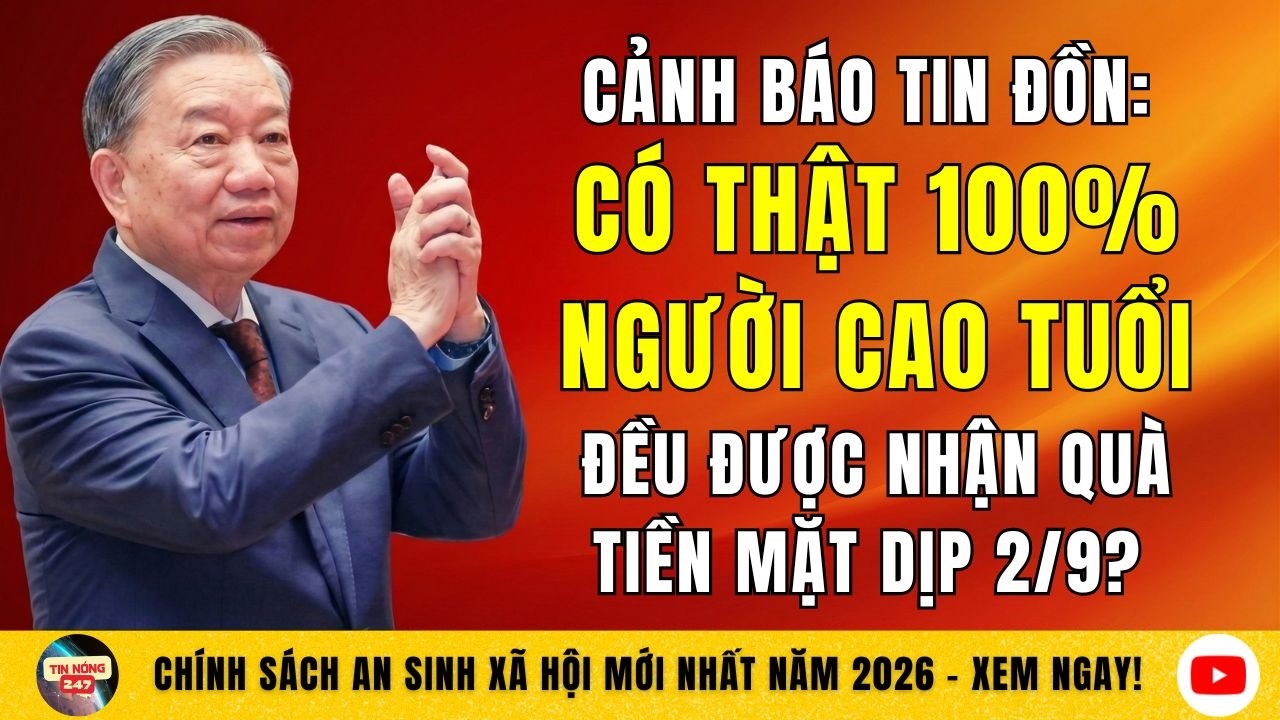 CẢNH BÁO TIN ĐỒN:
CÓ THẬT 100%
NGƯỜI CAO TUỔI
ĐỀU ĐƯỢC NHẬN QUÀ
TIỀN MẶT DỊP 2/9?
TIN NÓNG
247
CHÍNH SÁCH AN SINH XÃ HỘI MỚI NHẤT NĂM 2026 - XEM NGAY!